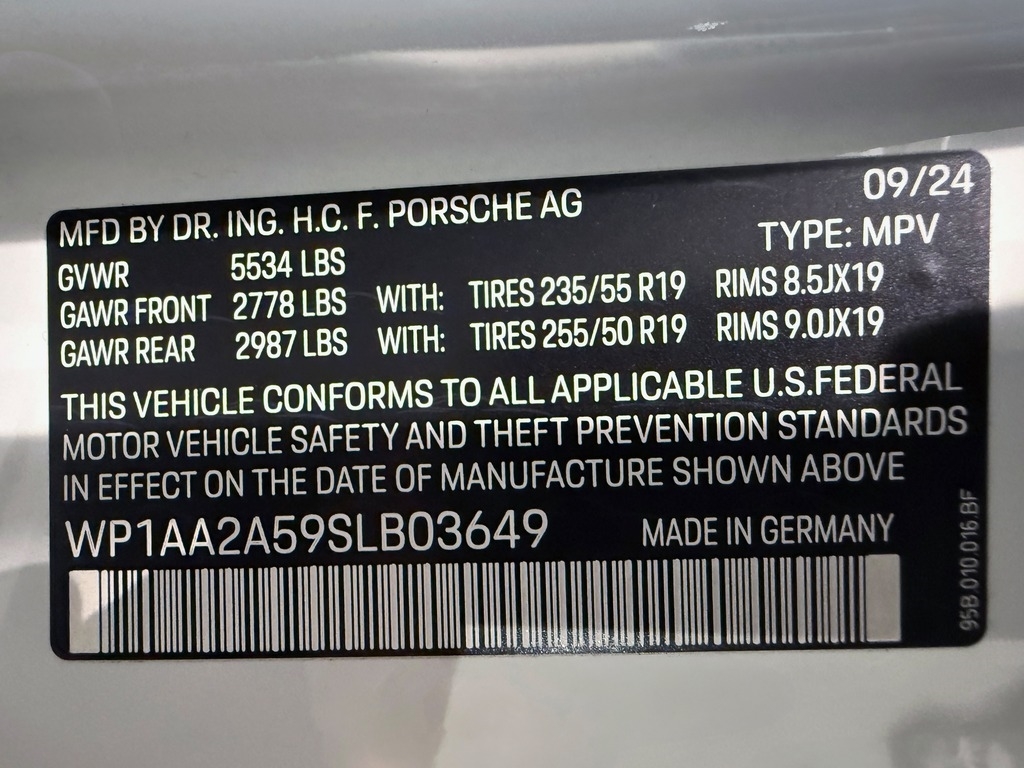 09/24
MFD BY DR. ING. H.C. F. PORSCHE AG
TYPE: MPV
GVWR 5534 LBS
GAWR FRONT 2778 LBS WITH: TIRES 235/55 R19 RIMS 8.5JX19
GAWR REAR 2987 LBS WITH: TIRES 255/50 R19 RIMS 9.0JX19
THIS VEHICLE CONFORMS TO ALL APPLICABLE U.S.FEDERAL
MOTOR VEHICLE SAFETY AND THEFT PREVENTION STANDARDS
IN EFFECT ON THE DATE OF MANUFACTURE SHOWN ABOVE
WP1AA2A59SLB03649 MADE IN GERMANY
95B.010.016.BF